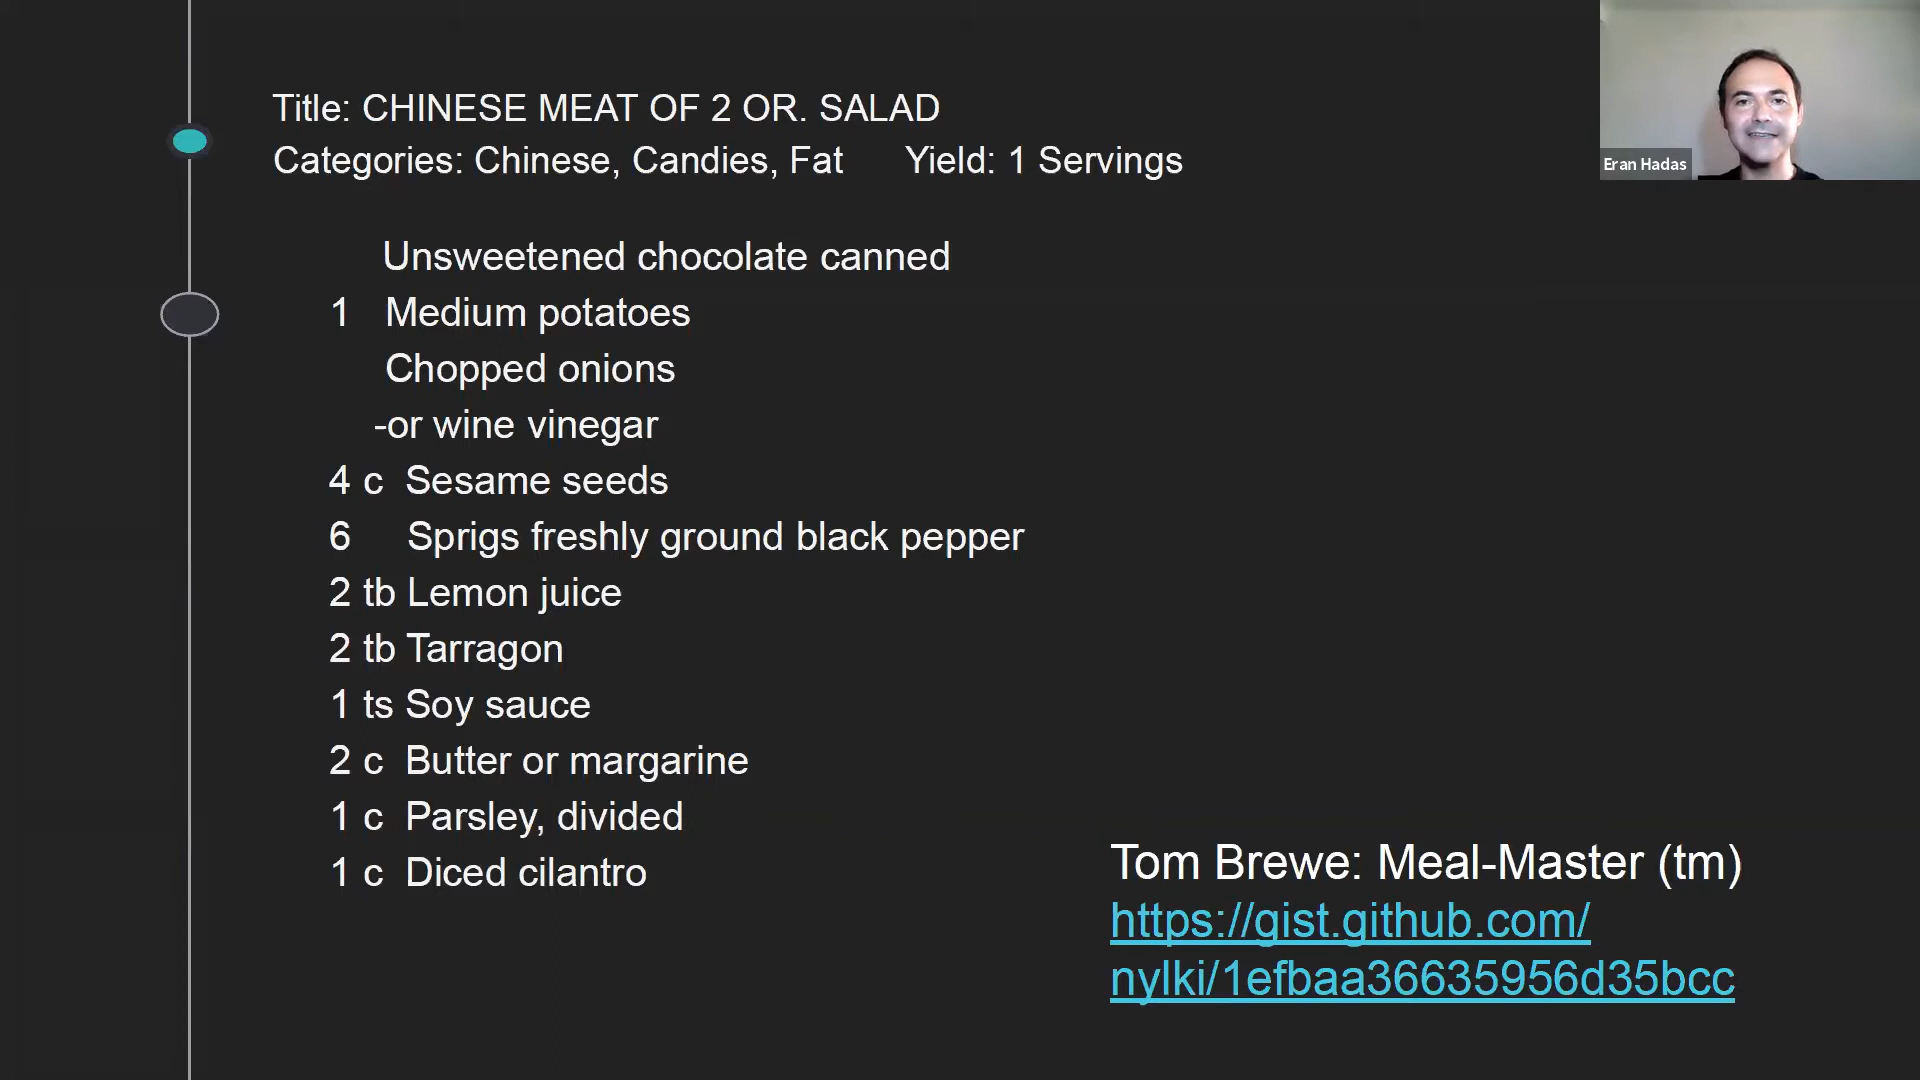 Title: CHINESE MEAT OF 2 OR. SALAD
Categories: Chinese, Candies, Fat Yield: 1 Servings
Unsweetened chocolate canned
1 Medium potatoes
Chopped onions
-or wine vinegar
4 c Sesame seeds
6 Sprigs freshly ground black pepper
2 tb Lemon juice
2 tb Tarragon
1 ts Soy sauce
2 c Butter or margarine
1 c Parsley, divided
1 c Diced cilantro
Tom Brewe: Meal-Master (tm)
https://gist.github.com/
nylki/1efbaa36635956d35bcc
Eran Hadas